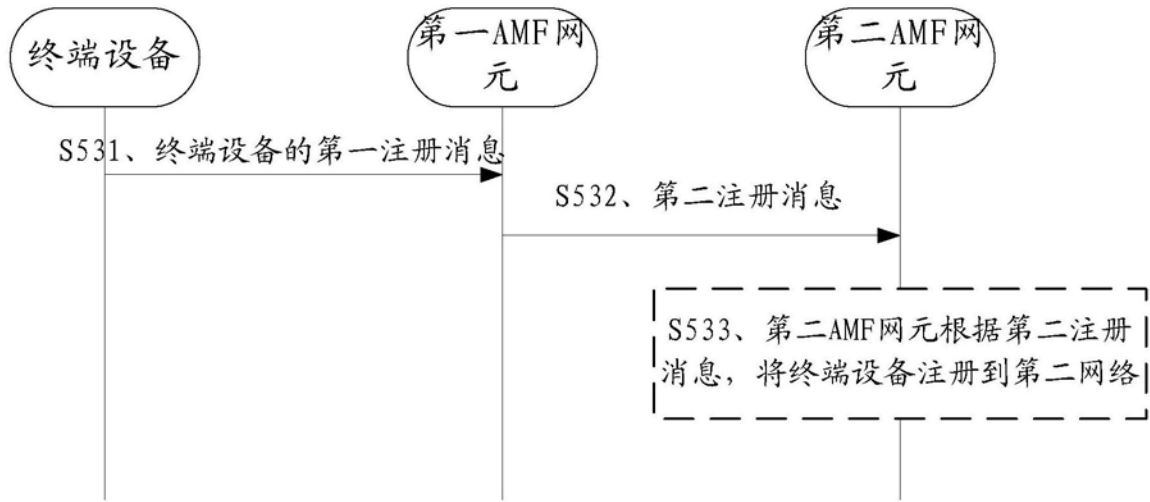 终端设备
第一AMF网
元
第二AMF网
元
S531、终端设备的第一注册消息
S532、第二注册消息
S533、第二AMF网元根据第二注册
消息，将终端设备注册到第二网络